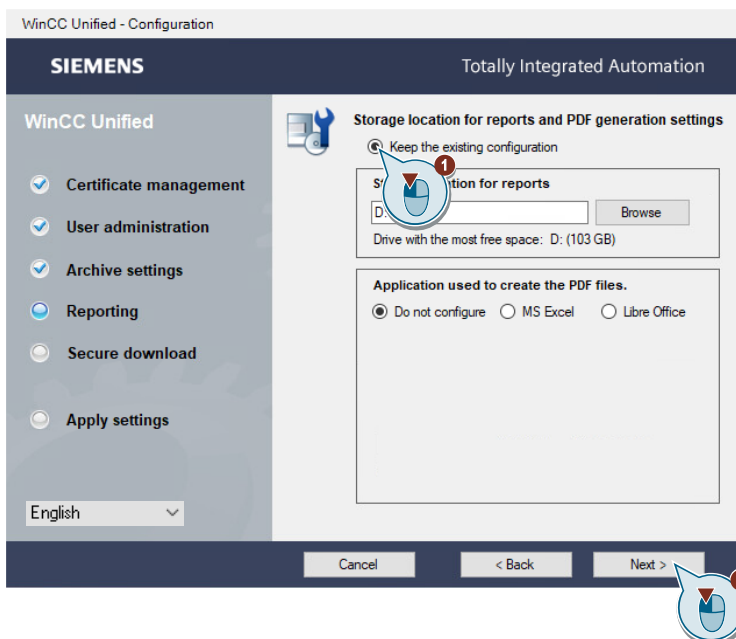 WinCC Unified - Configuration
SIEMENS
Totally Integrated Automation
WinCC Unified
Certificate management
User administration
Archive settings
Reporting
Secure download
Apply settings
English
Storage location for reports and PDF generation settings
Keep the existing configuration
1
tion for reports
D:
Browse
Drive with the most free space: D: (103 GB)
Application used to create the PDF files.
Do not configure MS Excel Libre Office
Cancel < Back Next >